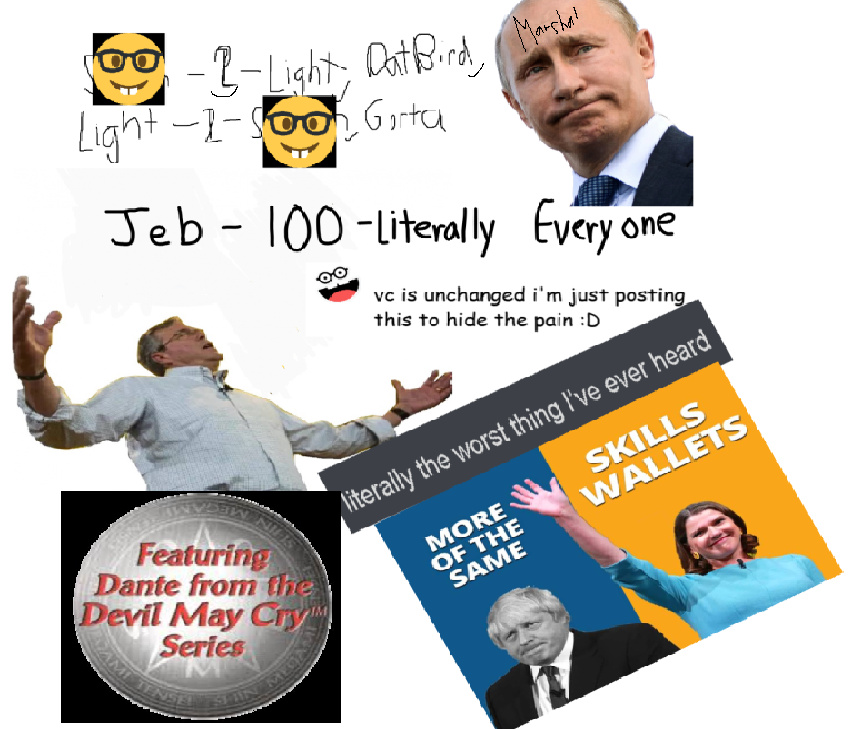 - 2 - Light, DatBird,
Light - 2 - S
Marshal
Jeb - 100 - literally Everyone
vc is unchanged i'm just posting
this to hide the pain :D
literally the worst thing I've ever heard
SKILLS
WALLETS
MORE
OF THE
SAME
Featuring
Dante from the
Devil May Cry™
Series